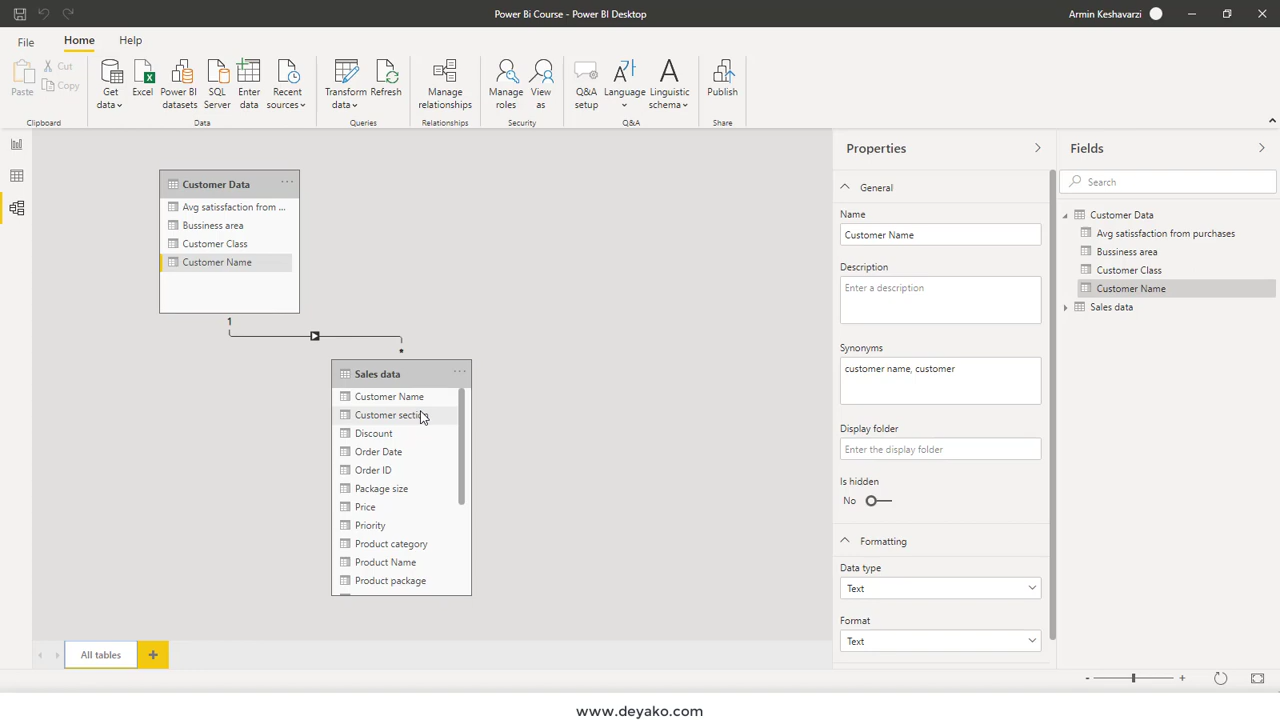 Power Bi Course - Power BI Desktop
Armin Keshavarzi
File
Home
Help
Paste
Cut
Copy
Clipboard
Get data
Excel
Power BI datasets
SQL Server
Enter data
Recent sources
Data
Transform data
Refresh
Queries
Manage relationships
Relationships
Manage roles
View as
Security
Q&A setup
Language
Linguistic schema
Q&A
Publish
Share
Customer Data
Avg satissfaction from ...
Bussiness area
Customer Class
Customer Name
1
*
Sales data
Customer Name
Customer section
Discount
Order Date
Order ID
Package size
Price
Priority
Product category
Product Name
Product package
All tables
Properties
General
Name
Customer Name
Description
Enter a description
Synonyms
customer name, customer
Display folder
Enter the display folder
Is hidden
No
Formatting
Data type
Text
Format
Text
Fields
Search
Customer Data
Avg satissfaction from purchases
Bussiness area
Customer Class
Customer Name
Sales data
www.deyako.com